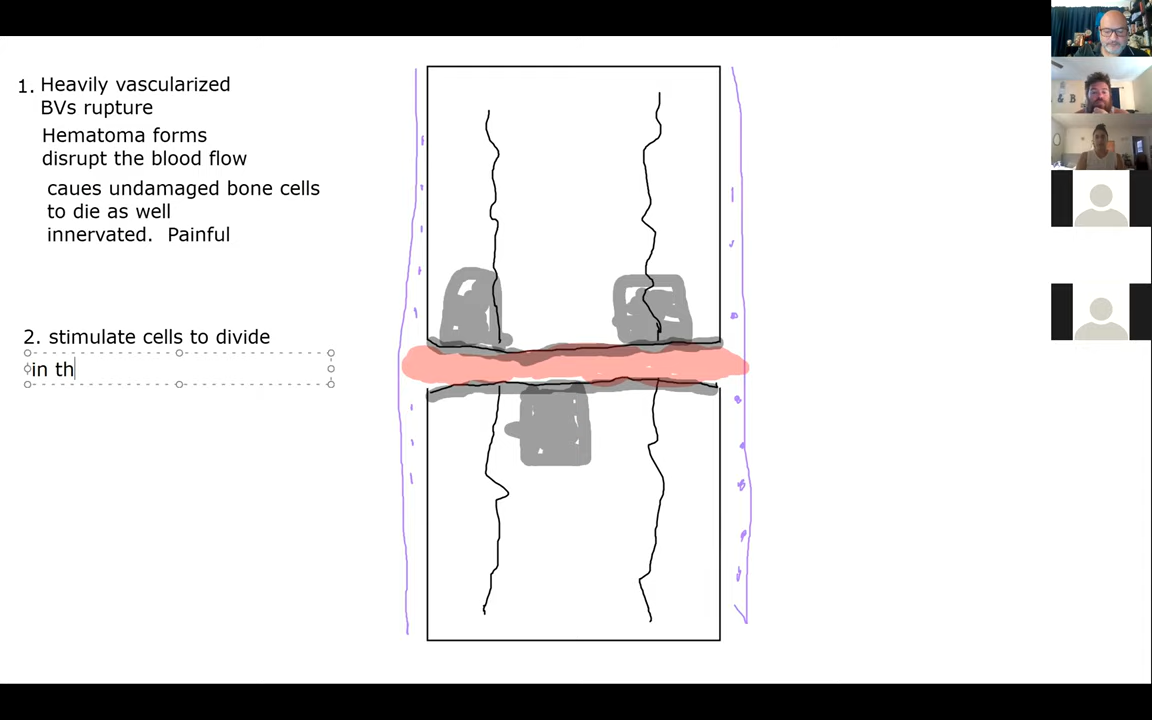 1. Heavily vascularized
BVs rupture
Hematoma forms
disrupt the blood flow
caues undamaged bone cells
to die as well
innervated.  Painful
2. stimulate cells to divide
in th